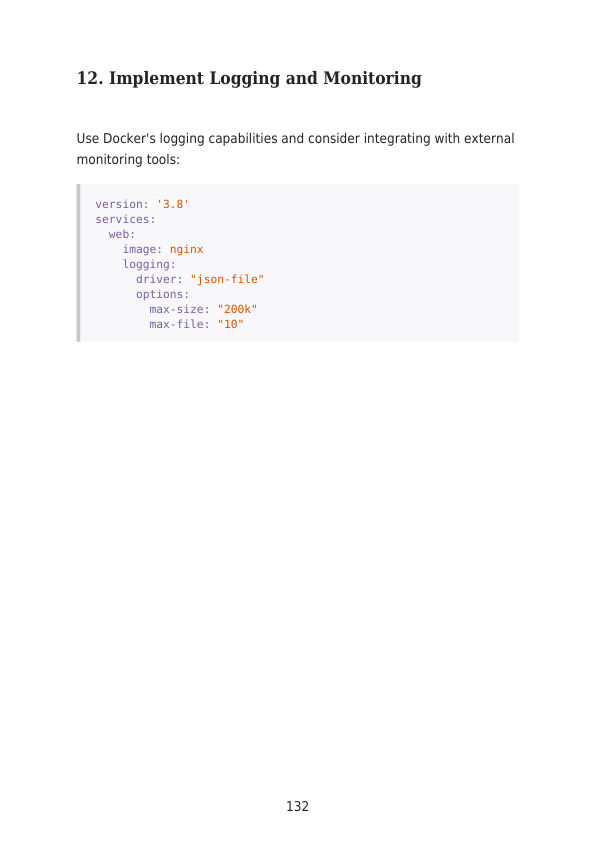 12. Implement Logging and Monitoring
Use Docker's logging capabilities and consider integrating with external
monitoring tools:
version: '3.8'
services:
  web:
    image: nginx
    logging:
      driver: "json-file"
      options:
        max-size: "200k"
        max-file: "10"
132